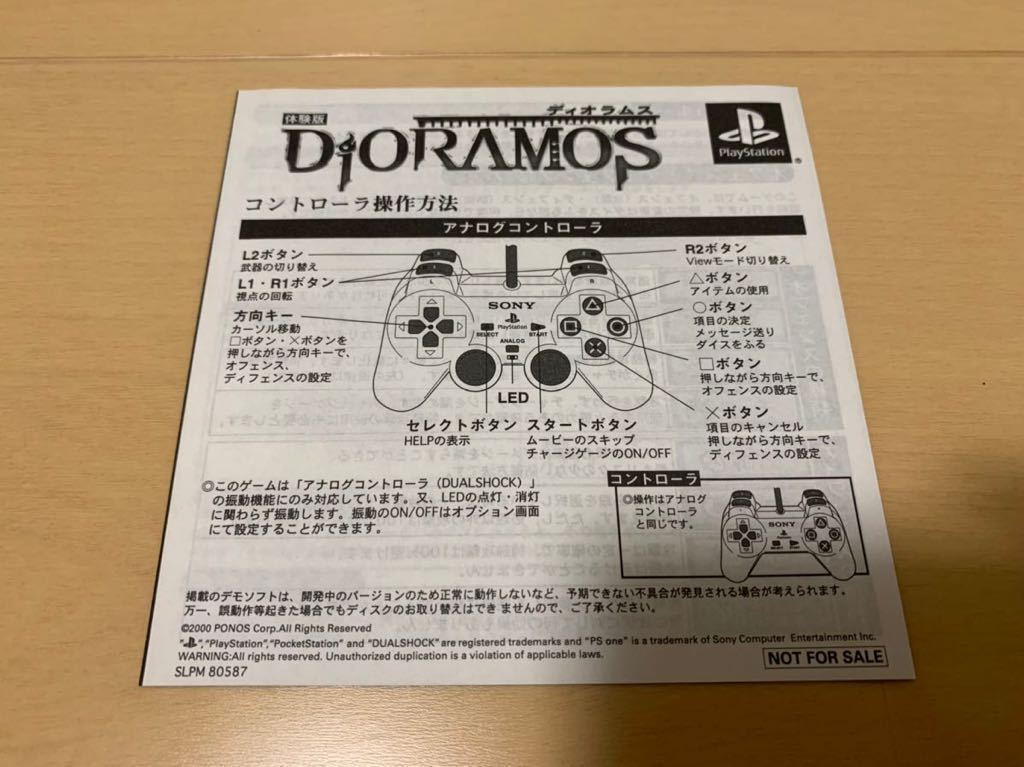 体験版
ディオラムス
DiORAMOS
PlayStation
®
コントローラ操作方法
アナログコントローラ
L2ボタン
武器の切り替え
L1・R1ボタン
視点の回転
方向キー
カーソル移動
□ボタン・×ボタンを
押しながら方向キーで、
オフェンス、
ディフェンスの設定
L
R
SONY
PlayStation
SELECT
START
ANALOG
LED
R2ボタン
Viewモード切り替え
△ボタン
アイテムの使用
○ボタン
項目の決定
メッセージ送り
ダイスをふる
□ボタン
押しながら方向キーで、
オフェンスの設定
×ボタン
項目のキャンセル
押しながら方向キーで、
ディフェンスの設定
セレクトボタン
HELPの表示
スタートボタン
ムービーのスキップ
チャージゲージのON/OFF
◎このゲームは「アナログコントローラ（DUALSHOCK）」
の振動機能にのみ対応しています。又、LEDの点灯・消灯
に関わらず振動します。振動のON/OFFはオプション画面
にて設定することができます。
コントローラ
◎操作はアナログ
コントローラ
と同じです。
SONY
掲載のデモソフトは、開発中のバージョンのため正常に動作しないなど、予期できない不具合が発見される場合が考えられます。
万一、誤動作等起きた場合でもディスクのお取り替えはでき ませんので、ご了承ください。
©2000 PONOS Corp.All Rights Reserved
" ","PlayStation","PocketStation" and "DUALSHOCK" are registered trademarks and "PS one" is a trademark of Sony Computer Entertainment Inc.
WARNING:All rights reserved. Unauthorized duplication is a violation of applicable laws.
SLPM 80587
NOT FOR SALE